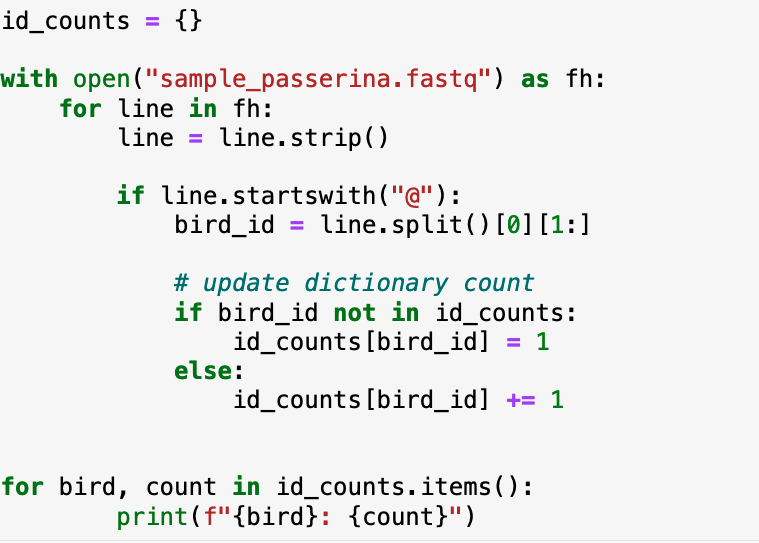 id_counts = {}
with open("sample_passerina.fastq") as fh:
    for line in fh:
        line = line.strip()
        if line.startswith("@"):
            bird_id = line.split()[0][1:]
            # update dictionary count
            if bird_id not in id_counts:
                id_counts[bird_id] = 1
            else:
                id_counts[bird_id] += 1
for bird, count in id_counts.items():
        print(f"{bird}: {count}")